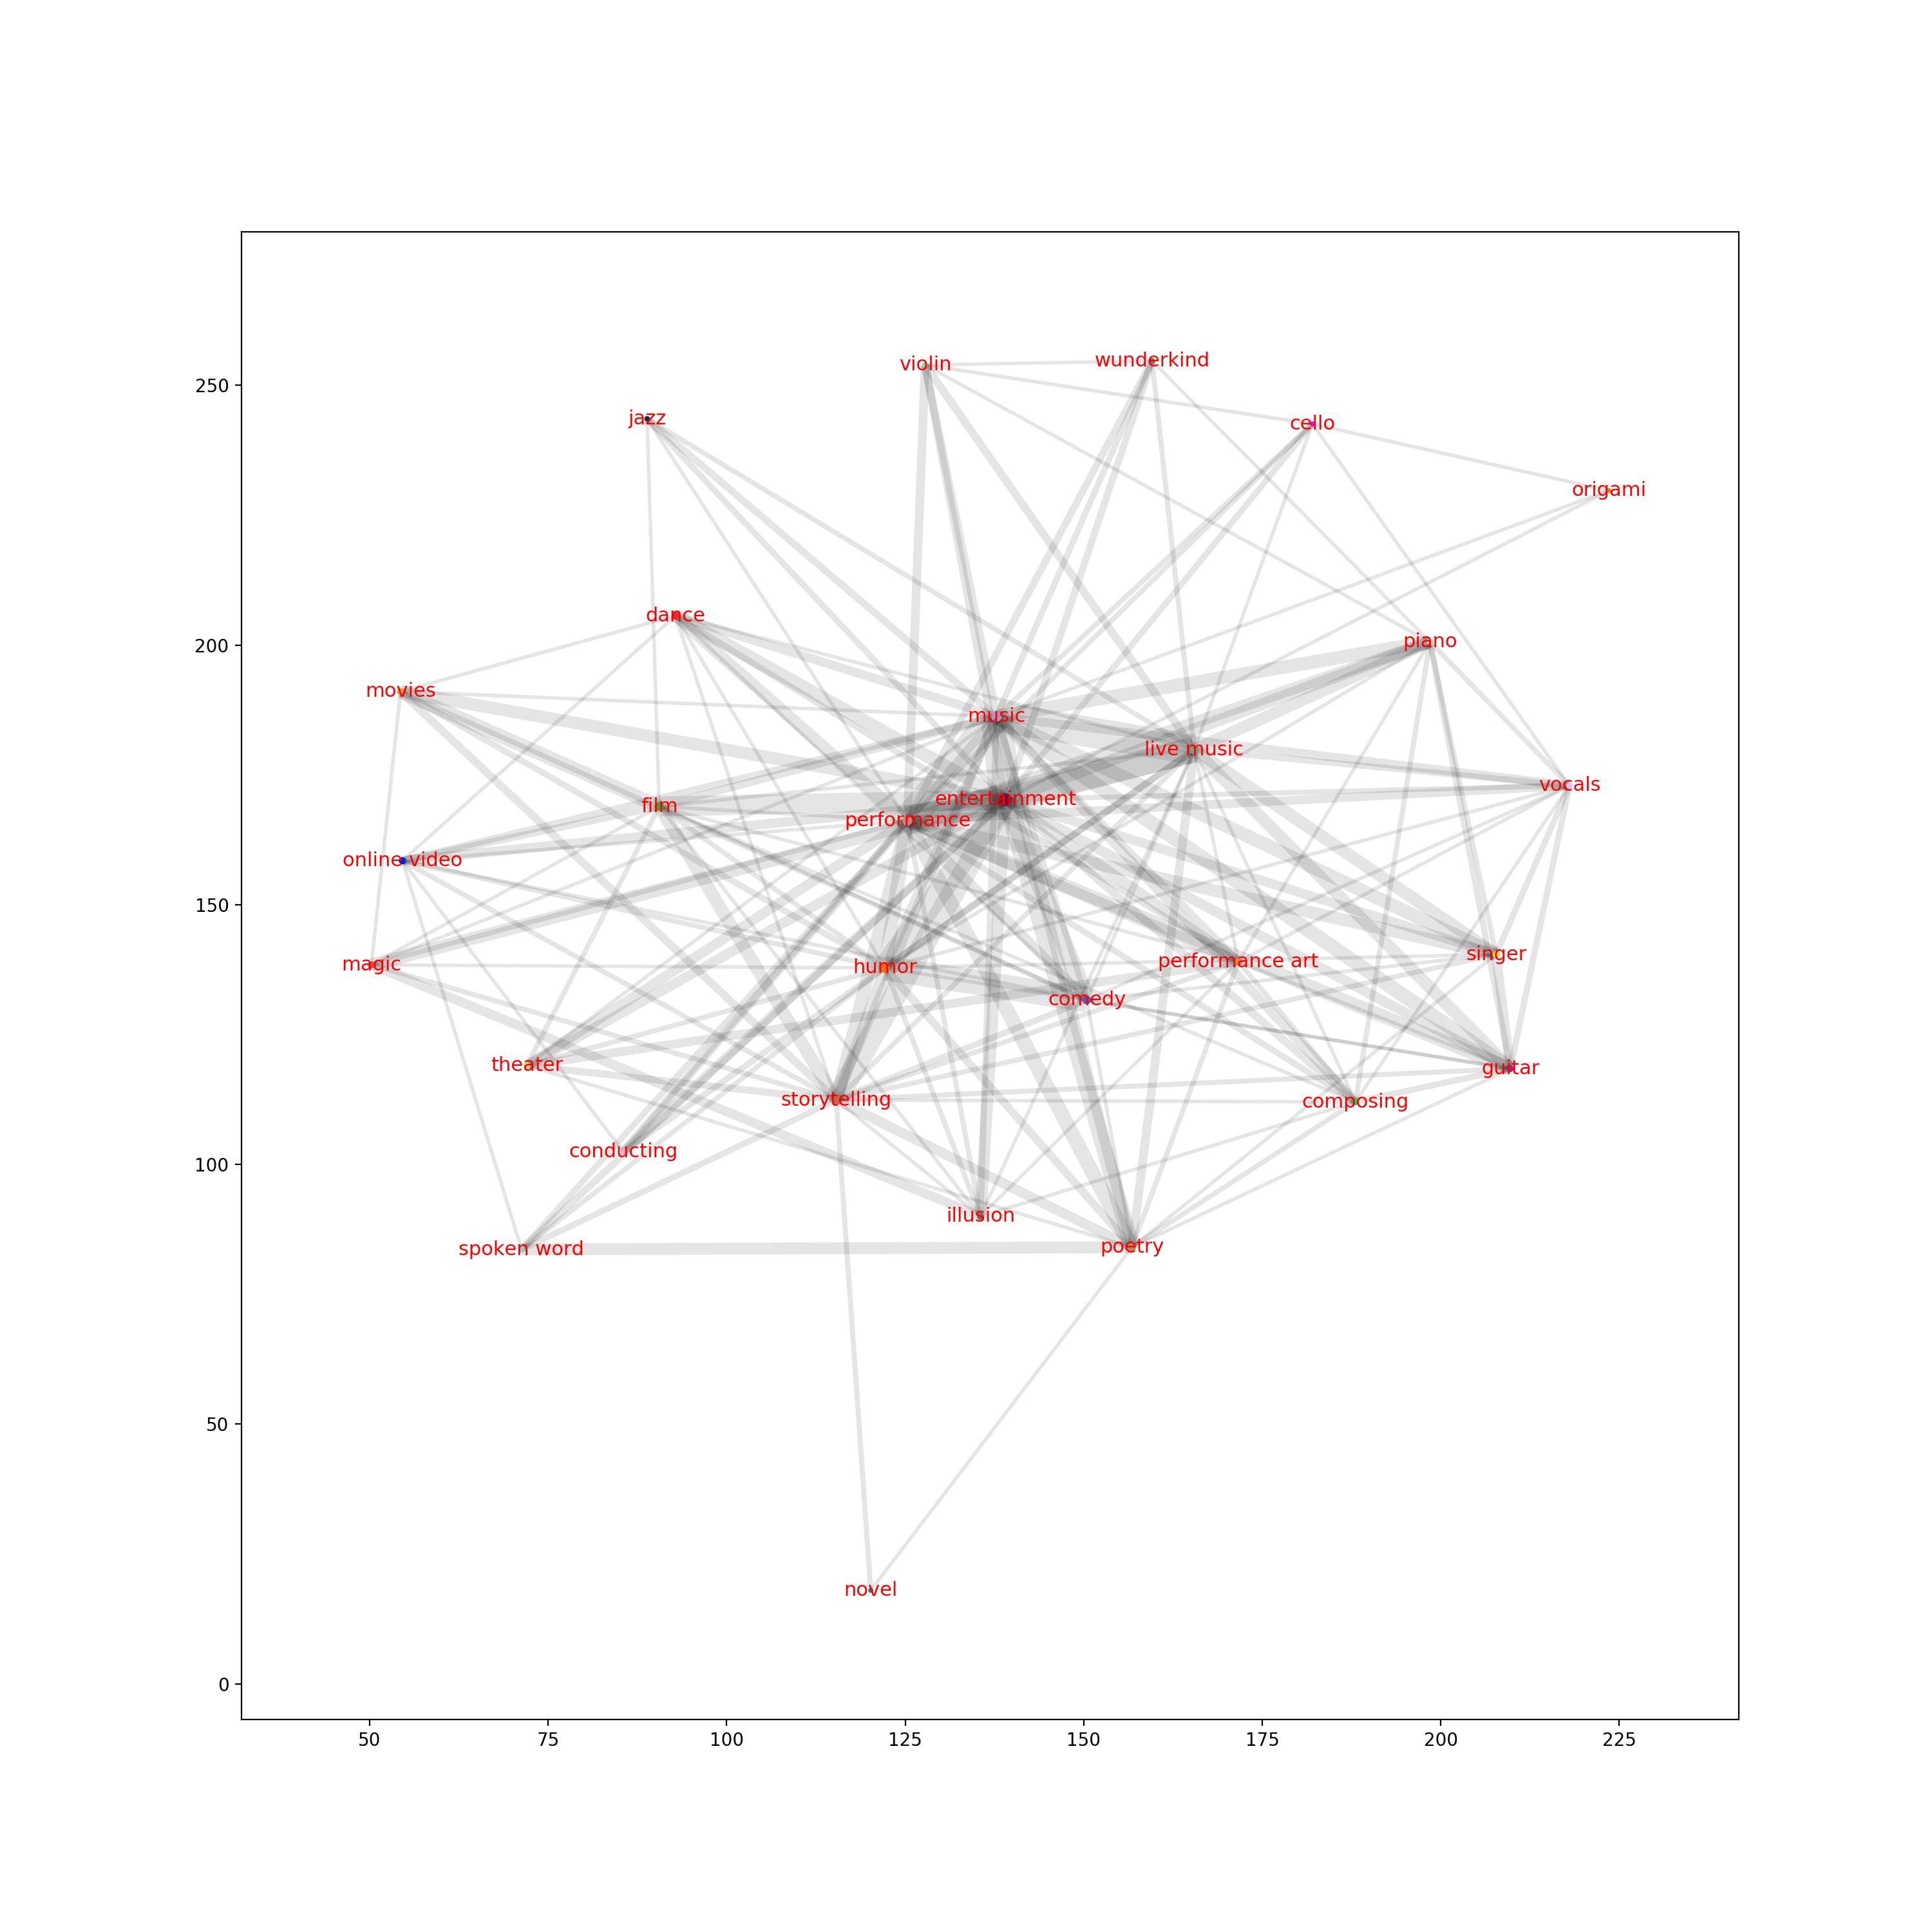 violin
wunderkind
jazz
cello
origami
dance
piano
movies
music
live music
vocals
film
entertainment
performance
online video
magic
humor
performance art
singer
comedy
theater
guitar
storytelling
composing
conducting
illusion
spoken word
poetry
novel
250
200
150
100
50
0
50
75
100
125
150
175
200
225